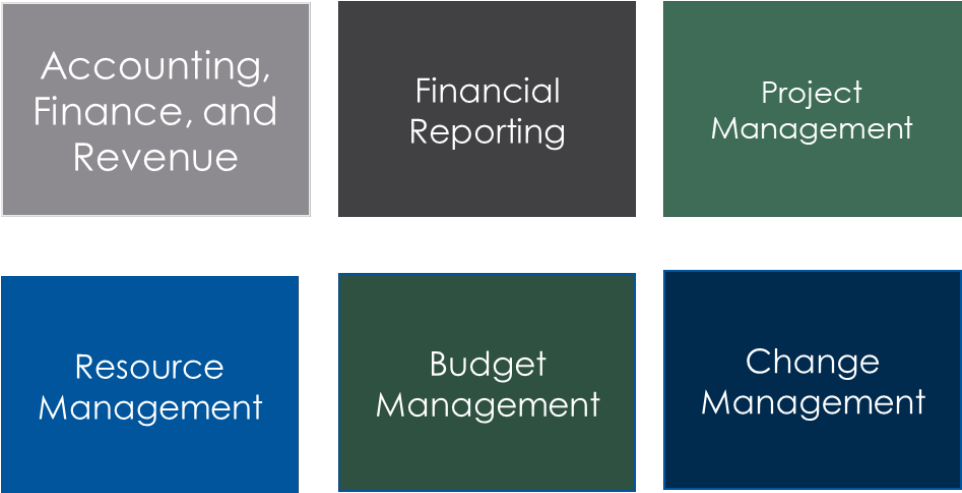 Accounting,
Finance, and
Revenue
Financial
Reporting
Project
Management
Resource
Management
Budget
Management
Change
Management